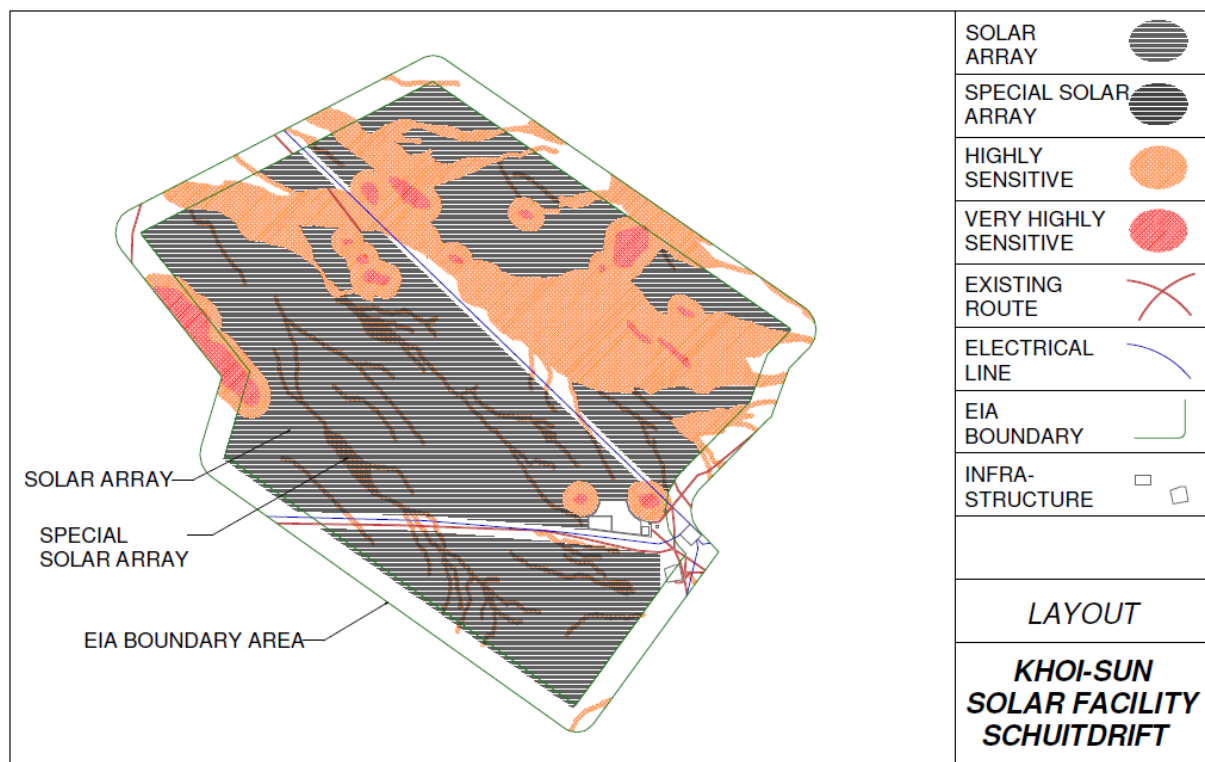 SOLAR ARRAY
SPECIAL
SOLAR ARRAY
EIA BOUNDARY AREA
SOLAR
ARRAY
SPECIAL SOLAR
ARRAY
HIGHLY
SENSITIVE
VERY HIGHLY
SENSITIVE
EXISTING
ROUTE
ELECTRICAL
LINE
EIA
BOUNDARY
INFRA-
STRUCTURE
LAYOUT
KHOI-SUN
SOLAR FACILITY
SCHUITDRIFT